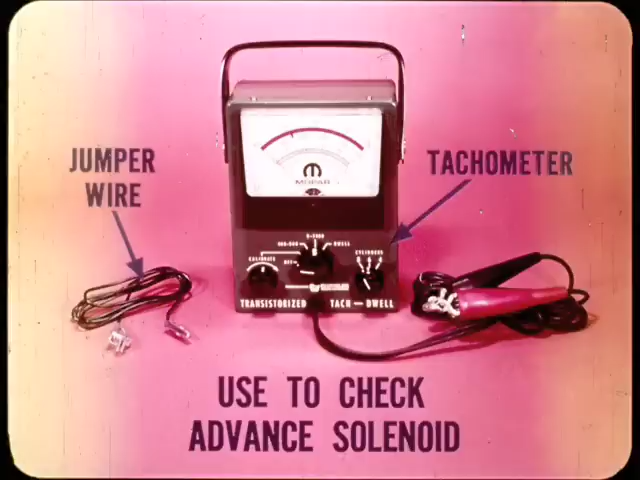 JUMPER
WIRE
TACHOMETER
MOPAR
DWELL
CALIBRATE
OFF
CYLINDERS
TRANSISTORIZED TACH — DWELL
USE TO CHECK
ADVANCE SOLENOID